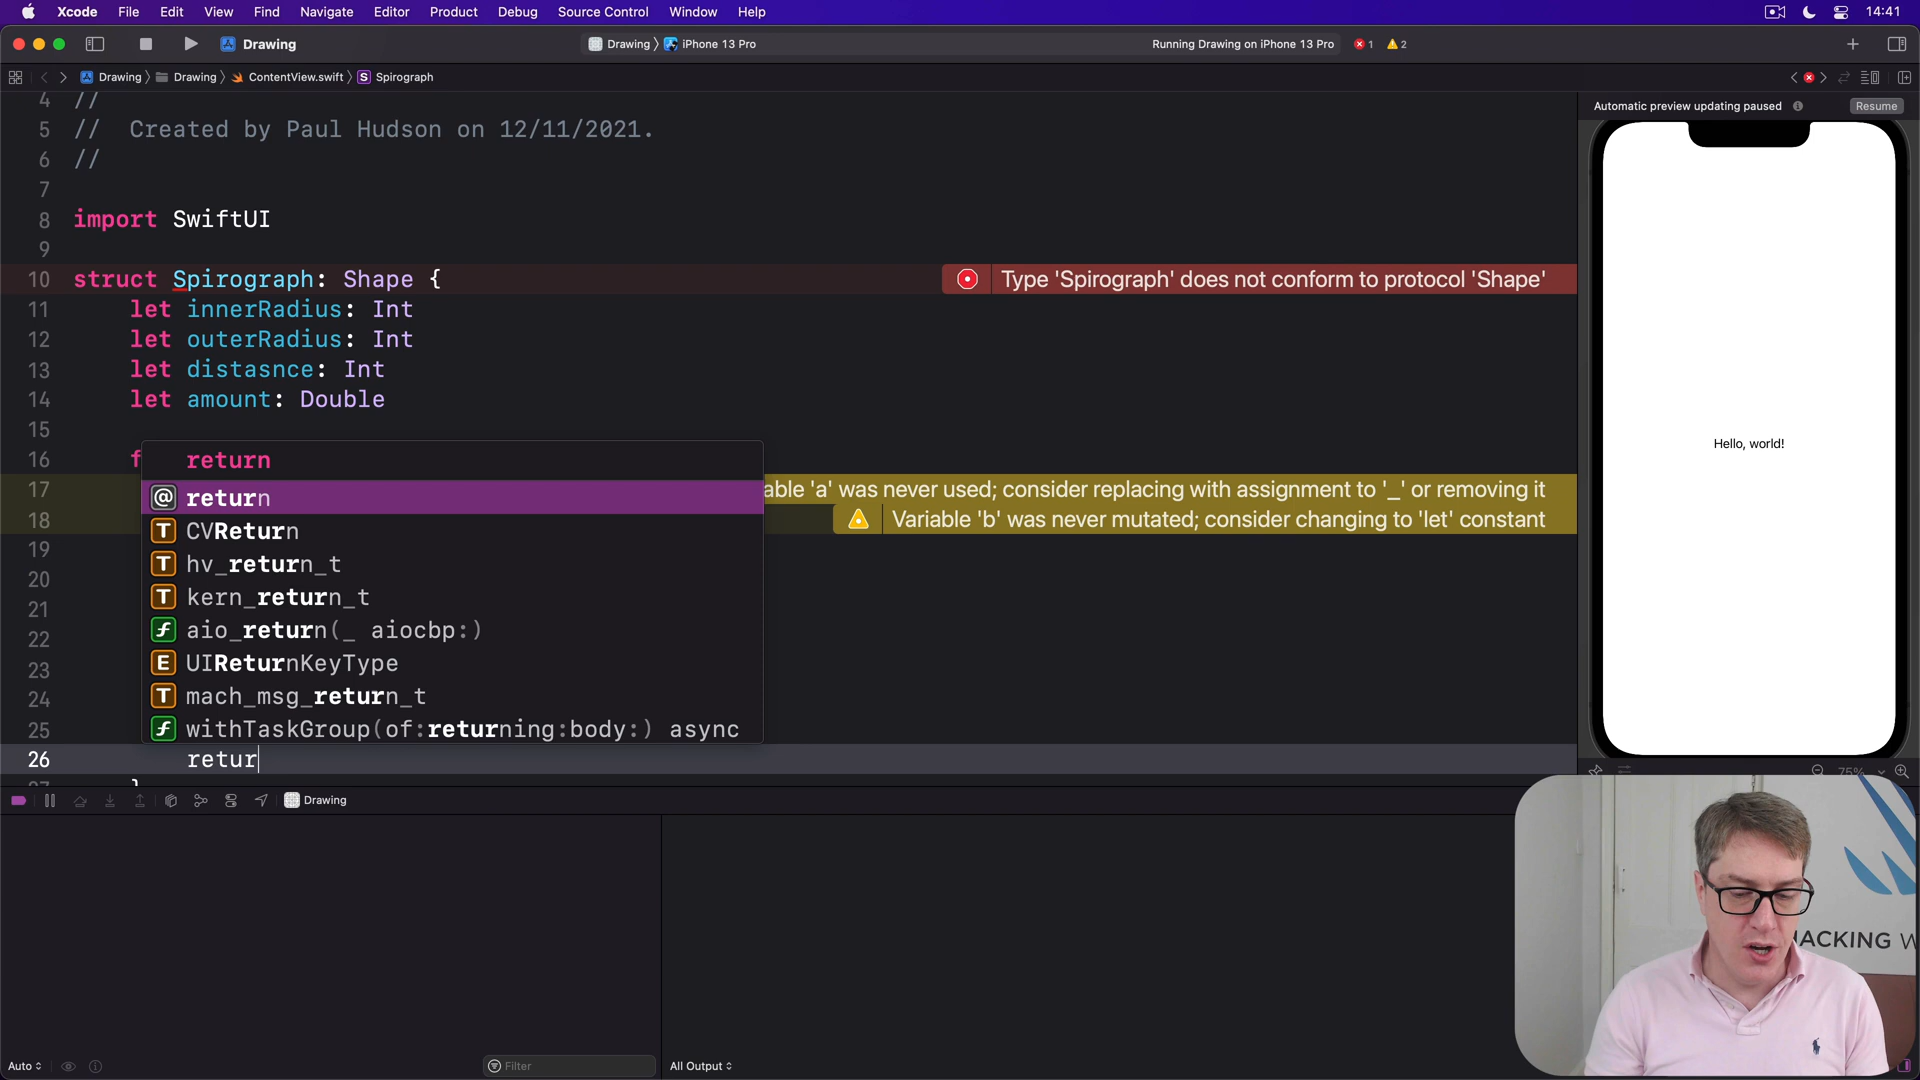 Xcode File Edit View Find Navigate Editor Product Debug Source Control Window Help 14:41
Drawing Drawing iPhone 13 Pro Running Drawing on iPhone 13 Pro 1 2
Drawing Drawing ContentView.swift S Spirograph
4 //
5 // Created by Paul Hudson on 12/11/2021.
6 //
7
8 import SwiftUI
9
10 struct Spirograph: Shape { Type 'Spirograph' does not conform to protocol 'Shape'
11 let innerRadius: Int
12 let outerRadius: Int
13 let distasnce: Int
14 let amount: Double
15
16 f return
17 @ return able 'a' was never used; consider replacing with assignment to '_' or removing it
18 T CVReturn Variable 'b' was never mutated; consider changing to 'let' constant
19 T hv_return_t
20 T kern_return_t
21 f aio_return(_ aiocbp:)
22
23 E UIReturnKeyType
24 T mach_msg_return_t
25 f withTaskGroup(of:returning:body:) async
26 retur
}
Automatic preview updating paused Resume
Hello, world!
75%
Drawing
HACKING W
Auto Filter All Output